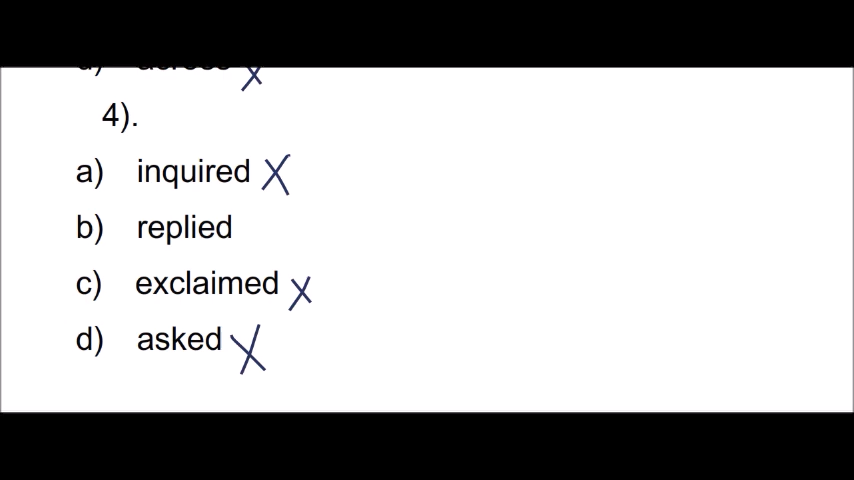 4).
a) inquired X
b) replied
c) exclaimed X
d) asked X